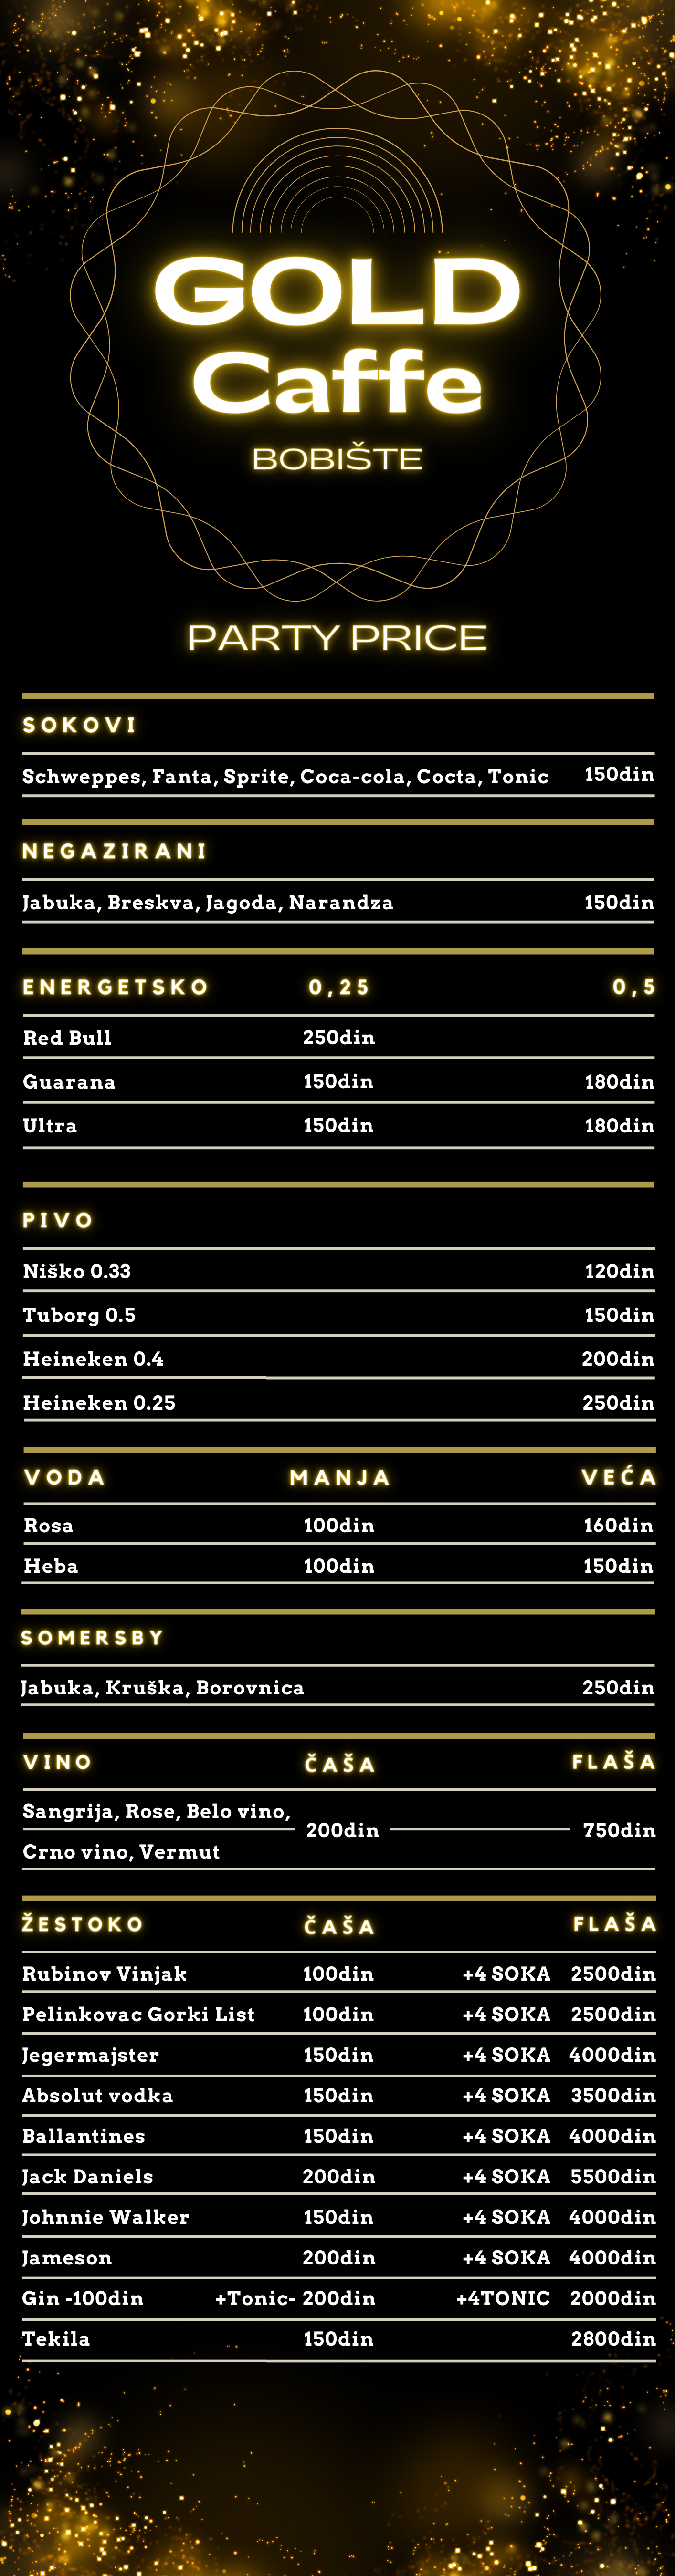 GOLD
Caffe
BOBIŠTE
PARTY PRICE
SOKOVI
Schweppes, Fanta, Sprite, Coca-cola, Cocta, Tonic 150din
NEGAZIRANI
Jabuka, Breskva, Jagoda, Narandza 150din
ENERGETSKO 0,25 0,5
Red Bull 250din
Guarana 150din 180din
Ultra 150din 180din
PIVO
Niško 0.33 120din
Tuborg 0.5 150din
Heineken 0.4 200din
Heineken 0.25 250din
VODA MANJA VEĆA
Rosa 100din 160din
Heba 100din 150din
SOMERSBY
Jabuka, Kruška, Borovnica 250din
VINO ČAŠA FLAŠA
Sangrija, Rose, Belo vino,
200din 750din
Crno vino, Vermut
ŽESTOKO ČAŠA FLAŠA
Rubinov Vinjak 100din +4 SOKA 2500din
Pelinkovac Gorki List 100din +4 SOKA 2500din
Jegermajster 150din +4 SOKA 4000din
Absolut vodka 150din +4 SOKA 3500din
Ballantines 150din +4 SOKA 4000din
Jack Daniels 200din +4 SOKA 5500din
Johnnie Walker 150din +4 SOKA 4000din
Jameson 200din +4 SOKA 4000din
Gin -100din +Tonic- 200din +4TONIC 2000din
Tekila 150din 2800din